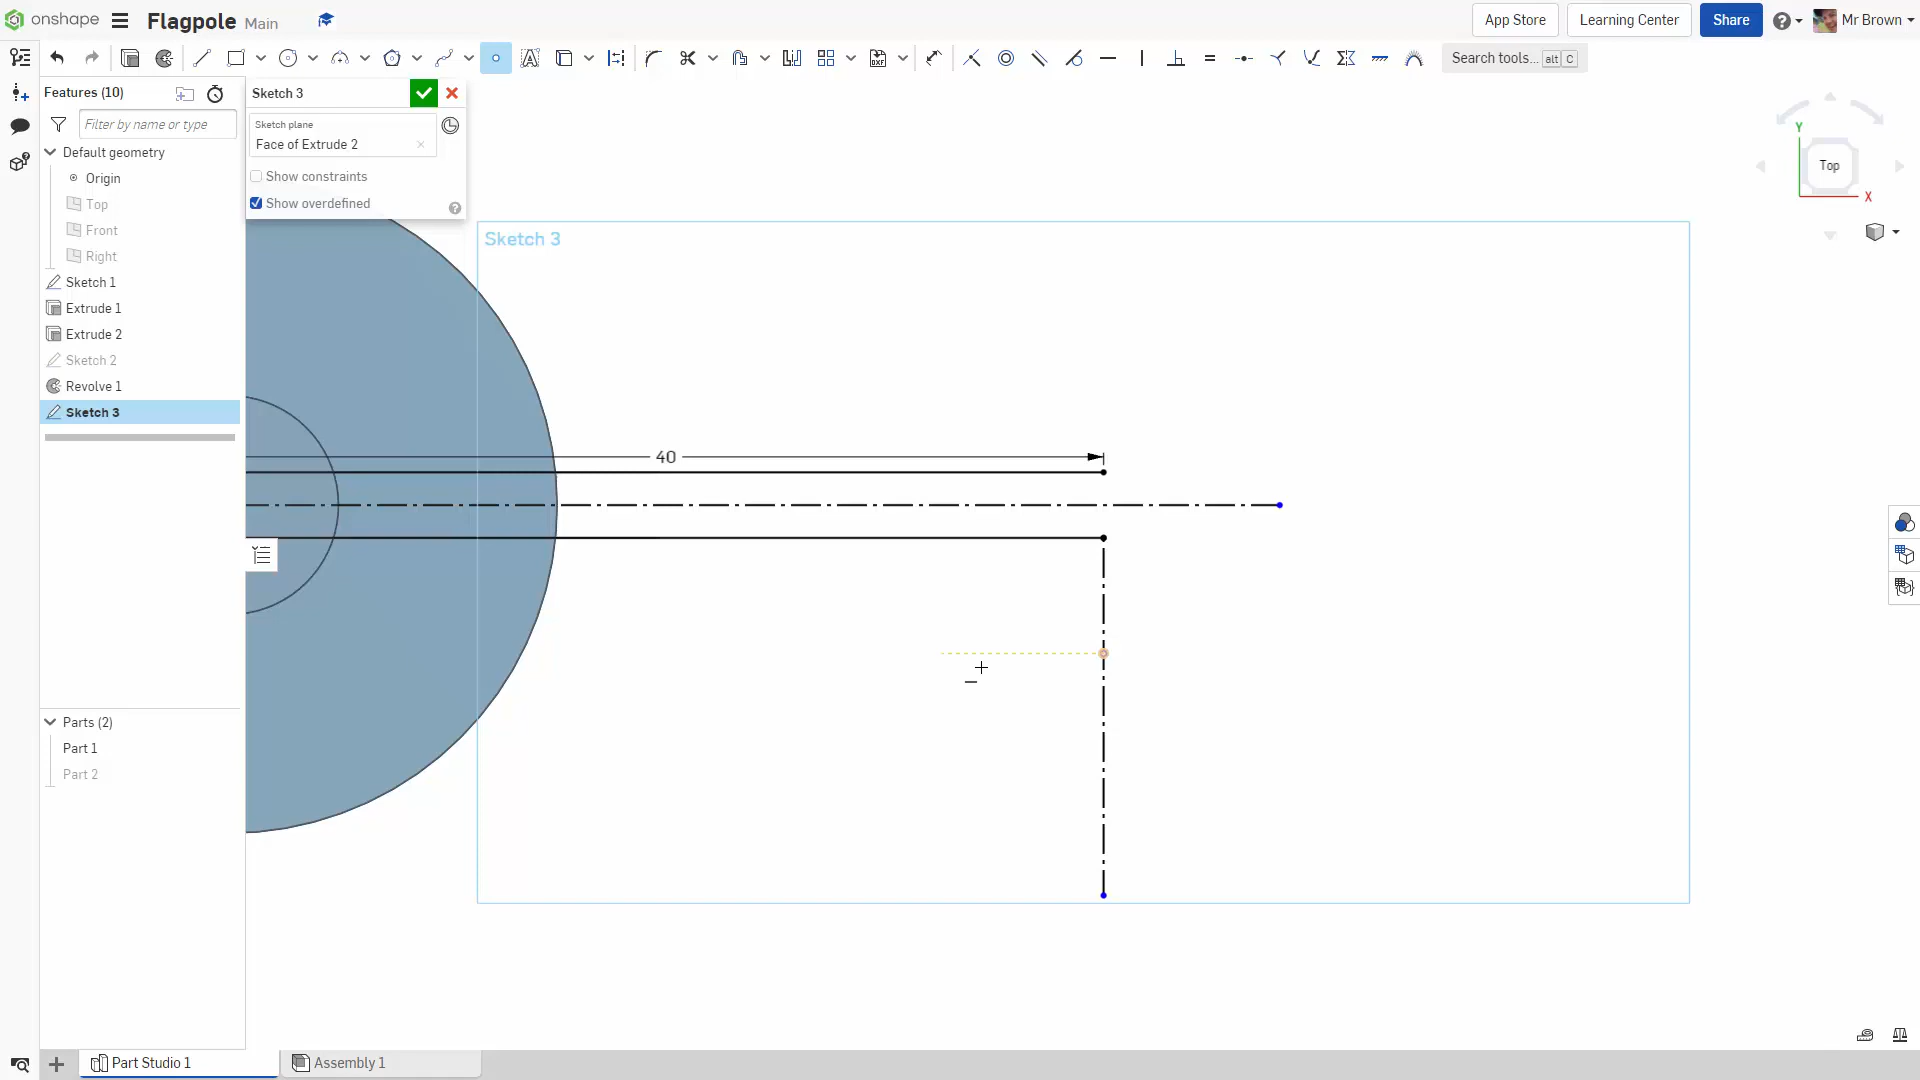 onshape Flagpole Main App Store Learning Center Share Mr Brown
Search tools... alt C
Features (10)
Filter by name or type
Default geometry
Origin
Top
Front
Right
Sketch 1
Extrude 1
Extrude 2
Sketch 2
Revolve 1
Sketch 3
Parts (2)
Part 1
Part 2
Sketch 3
Sketch plane
Face of Extrude 2
Show constraints
Show overdefined
Sketch 3
40
Y
Top
X
Part Studio 1
Assembly 1